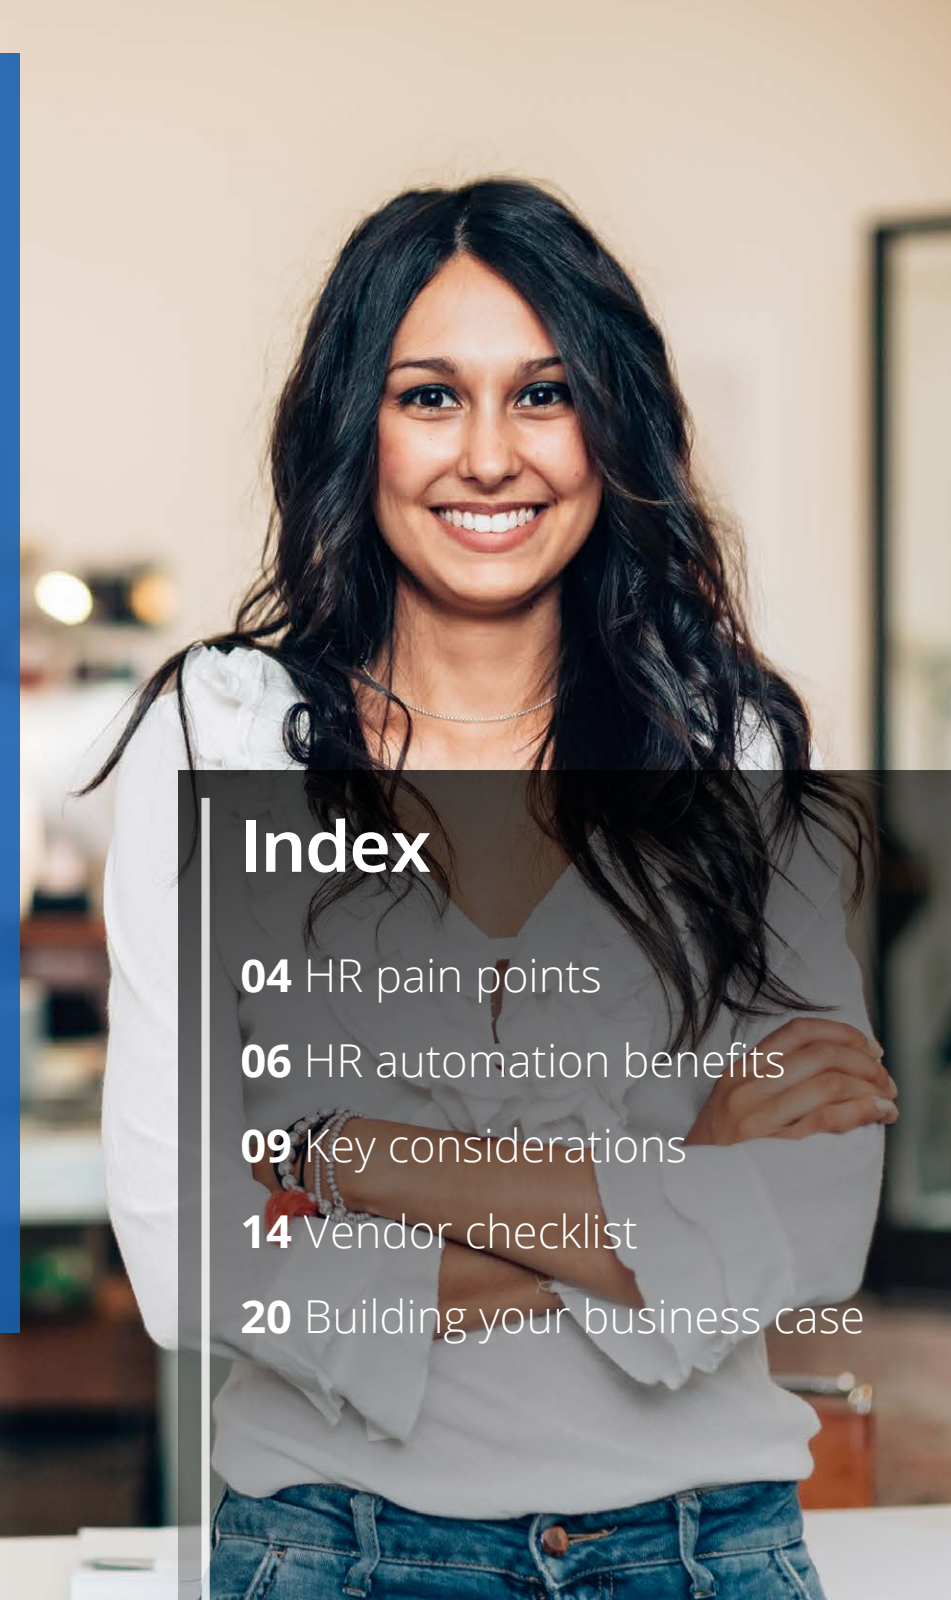 Index
04 HR pain points
06 HR automation benefits
09 Key considerations
14 Vendor checklist
20 Building your business case